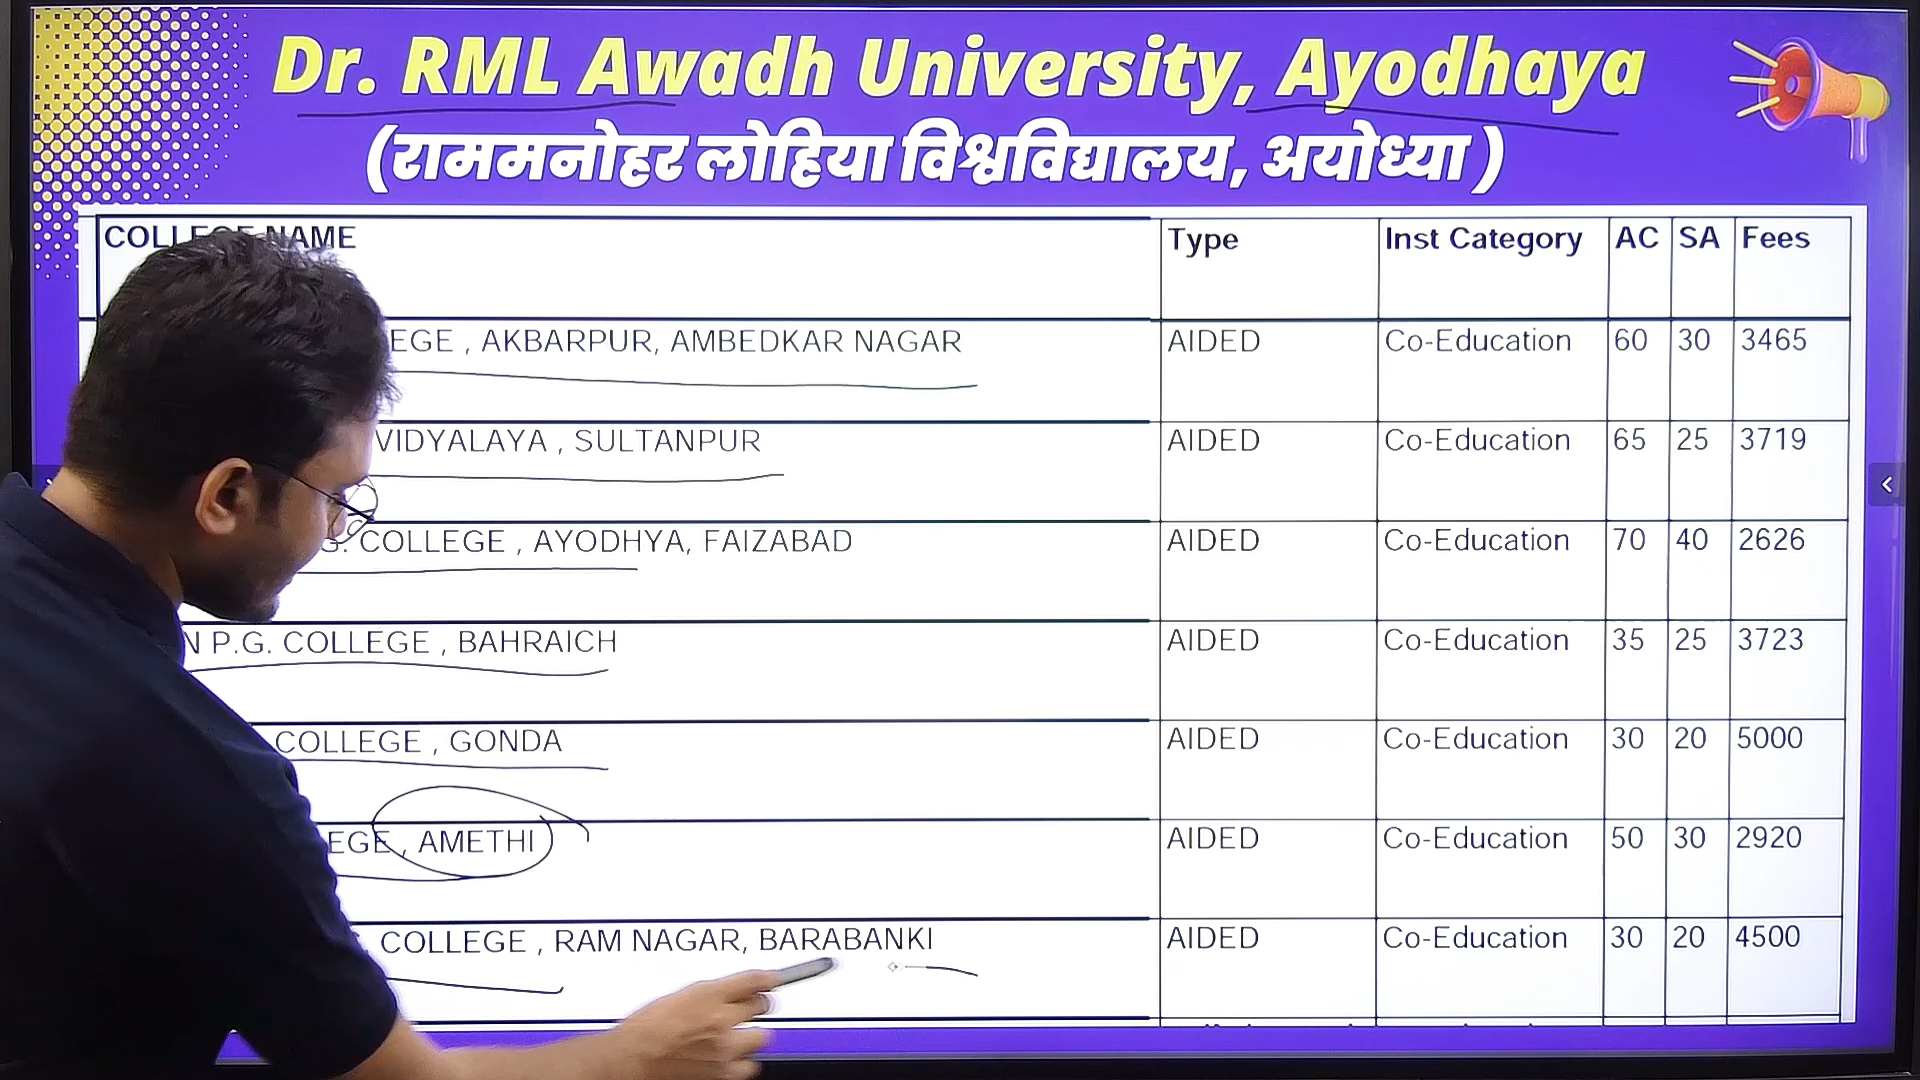 Dr. RML Awadh University, Ayodhaya
(राममनोहर लोहिया विश्वविद्यालय, अयोध्या)
COLLEGE NAME Type Inst Category AC SA Fees
, AKBARPUR, AMBEDKAR NAGAR AIDED Co-Education 60 30 3465
, SULTANPUR AIDED Co-Education 65 25 3719
COLLEGE , AYODHYA, FAIZABAD AIDED Co-Education 70 40 2626
P.G. COLLEGE , BAHRAICH AIDED Co-Education 35 25 3723
COLLEGE , GONDA AIDED Co-Education 30 20 5000
, AMETHI AIDED Co-Education 50 30 2920
COLLEGE , RAM NAGAR, BARABANKI AIDED Co-Education 30 20 4500